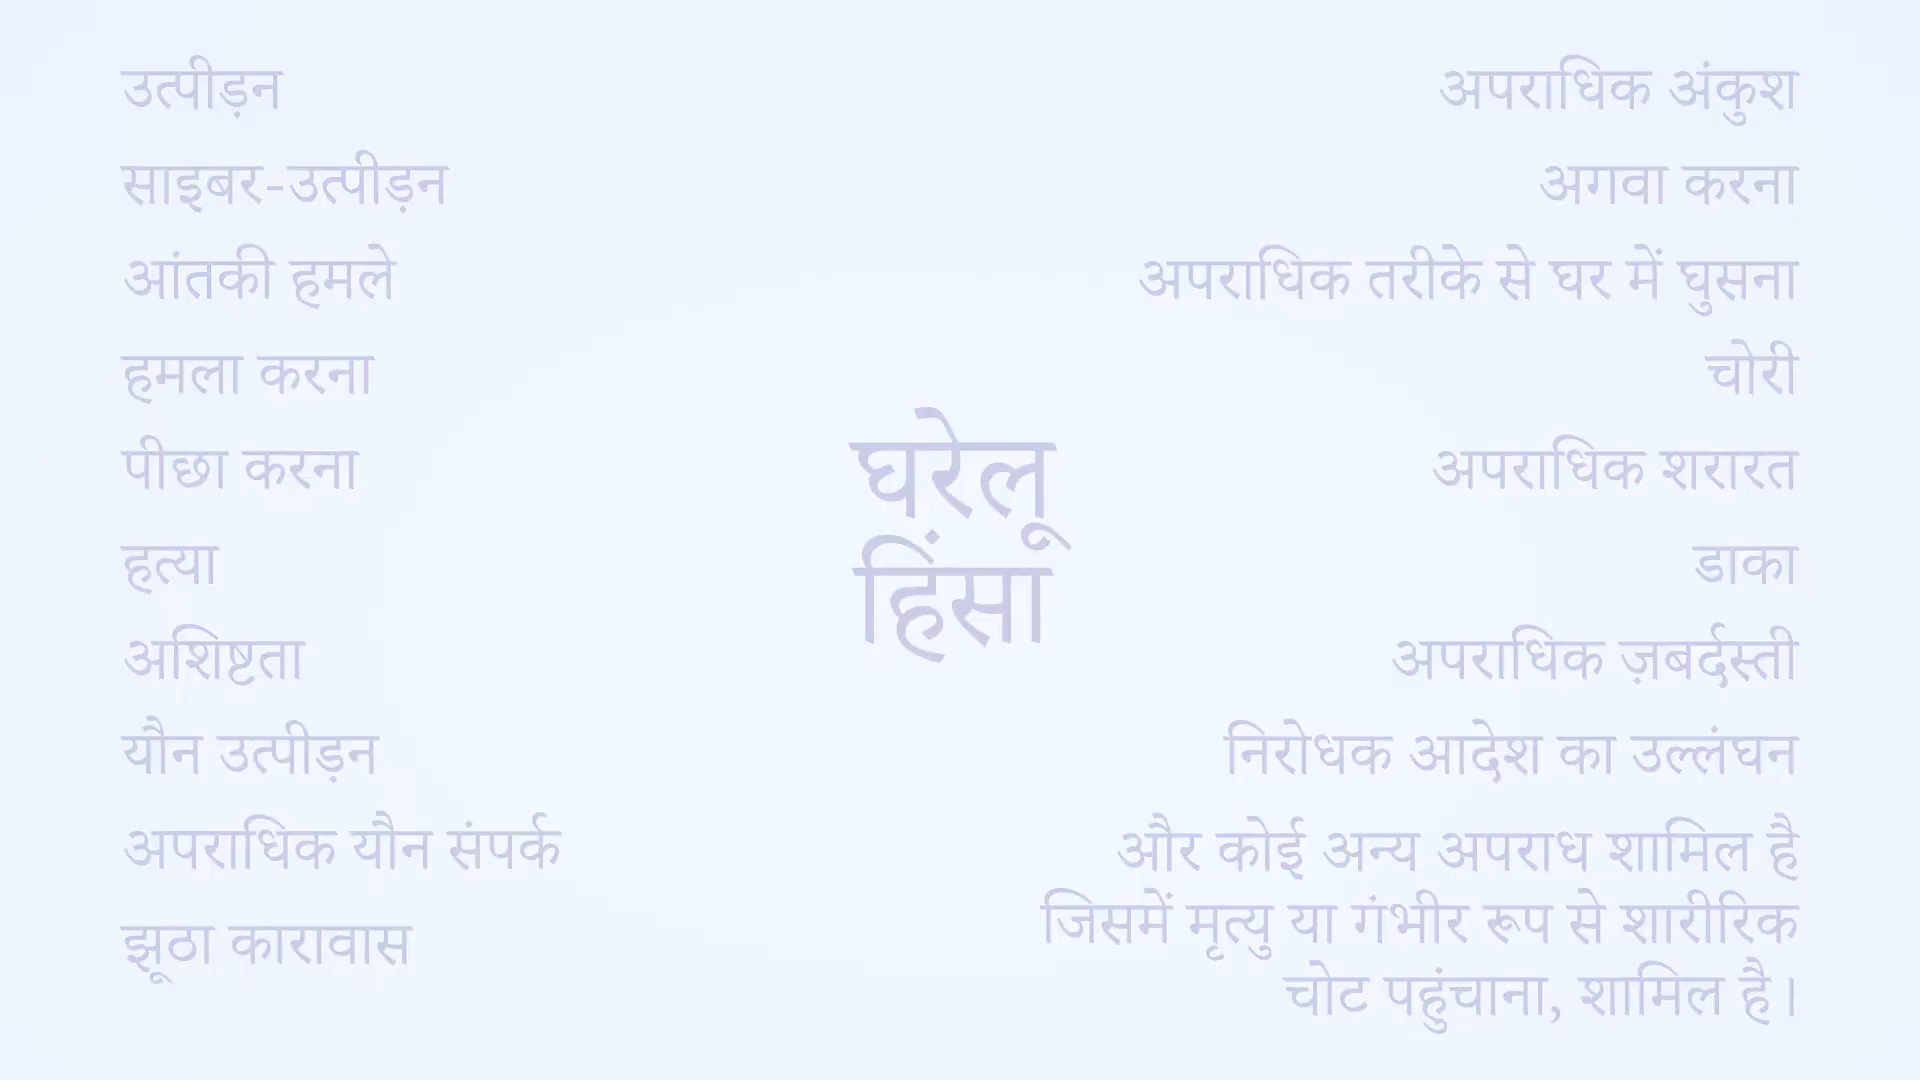 उत्पीड़न
साइबर-उत्पीड़न
आंतकी हमले
हमला करना
पीछा करना
हत्या
अशिष्टता
यौन उत्पीड़न
अपराधिक यौन संपर्क
झूठा कारावास
घरेलू
हिंसा
अपराधिक अंकुश
अगवा करना
अपराधिक तरीके से घर में घुसना
चोरी
अपराधिक शरारत
डाका
अपराधिक ज़बर्दस्ती
निरोधक आदेश का उल्लंघन
और कोई अन्य अपराध शामिल है
जिसमें मृत्यु या गंभीर रूप से शारीरिक
चोट पहुंचाना, शामिल है।